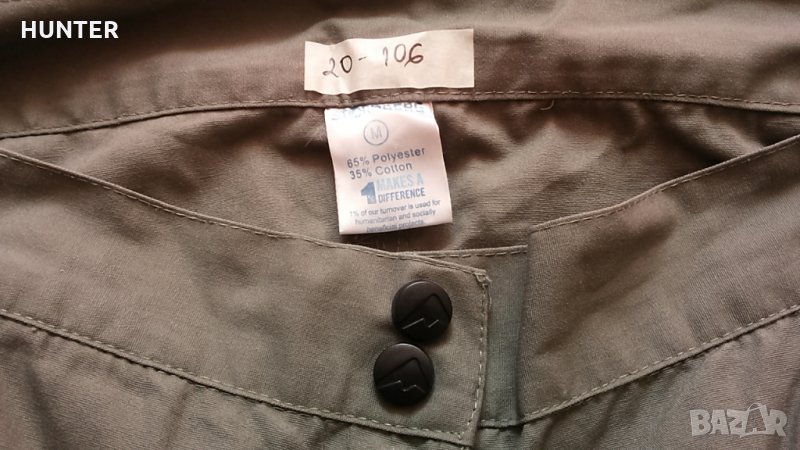 HUNTER
20-106
M
65% Polyester
35% Cotton
1% MAKES A
DIFFERENCE
1% of our turnover is used for
humanitarian and socially
beneficial projects.
BAZAR